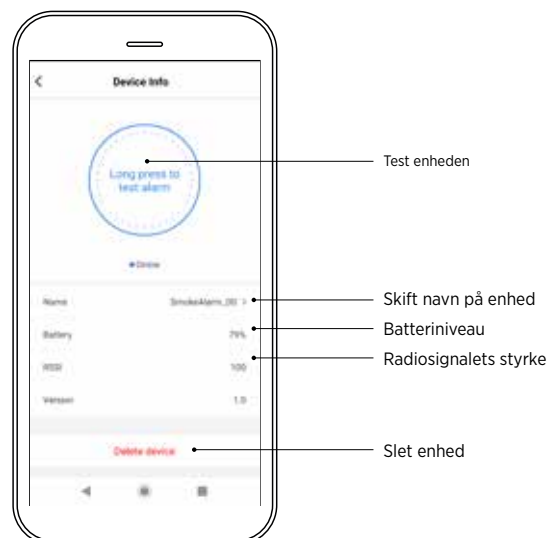 Device Info
Long press to
test alarm
Test enheden
Online
Name SmokeAlarm_00 >
Skift navn på enhed
Battery 79%
Batteriniveau
RSSI 100
Radiosignalets styrke
Version 1.0
Delete device
Slet enhed